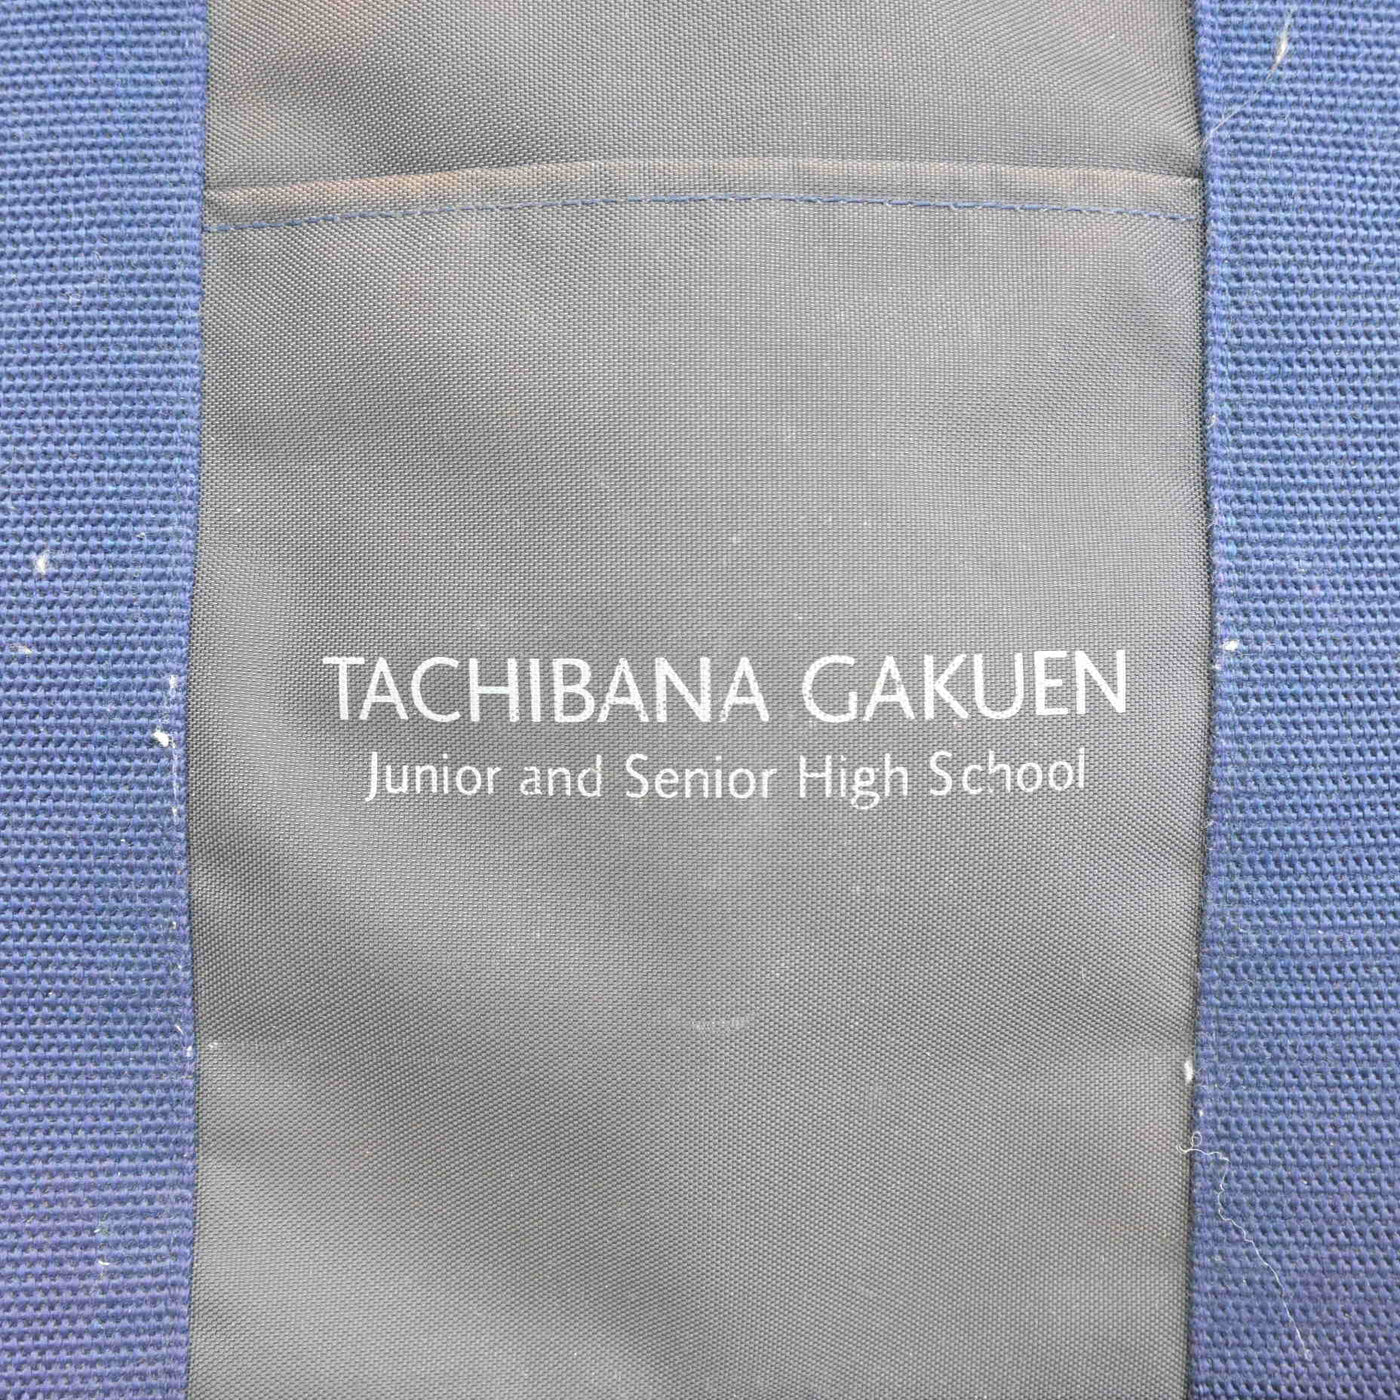 TACHIBANA GAKUEN
Junior and Senior High School